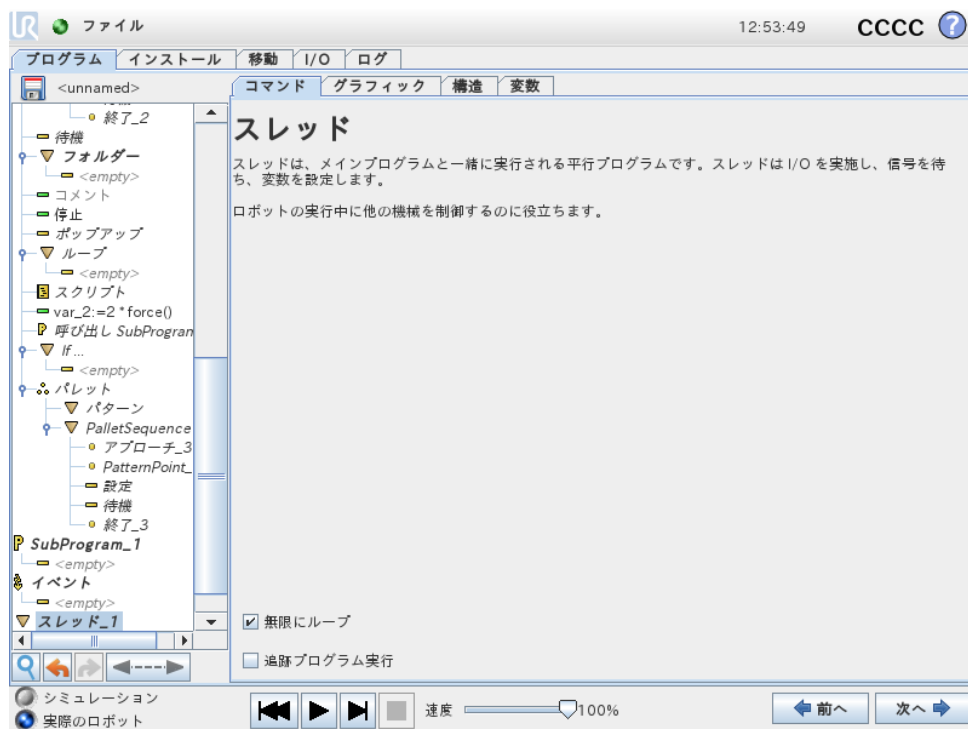 UR ファイル 12:53:49 CCCC ?
プログラム インストール 移動 I/O ログ
<unnamed>
コマンド グラフィック 構造 変数
終了_2
待機
フォルダー
<empty>
コメント
停止
ポップアップ
ループ
<empty>
スクリプト
var_2:=2 * force()
呼び出し SubProgran
If ...
<empty>
パレット
パターン
PalletSequence
アプローチ_3
PatternPoint_
設定
待機
終了_3
SubProgram_1
<empty>
イベント
<empty>
スレッド_1
スレッド
スレッドは、メインプログラムと一緒に実行される平行プログラムです。スレッドは I/O を実施し、信号を待
ち、変数を設定します。
ロボットの実行中に他の機械を制御するのに役立ちます。
無限にループ
追跡プログラム実行
シミュレーション
実際のロボット
速度 100%
前へ 次へ